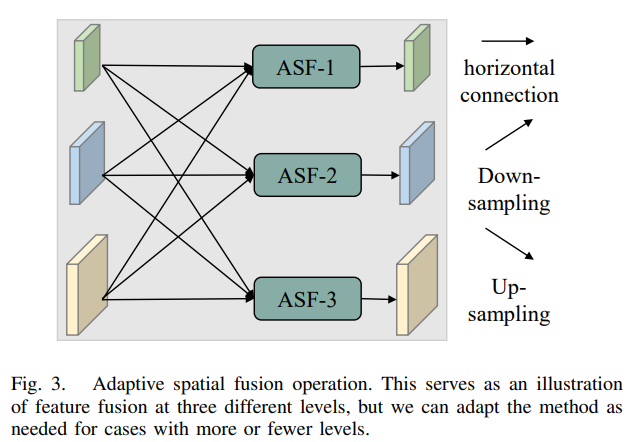 ASF-1
ASF-2
ASF-3
horizontal
connection
Down-
sampling
Up-
sampling
Fig. 3. Adaptive spatial fusion operation. This serves as an illustration
of feature fusion at three different levels, but we can adapt the method as
needed for cases with more or fewer levels.